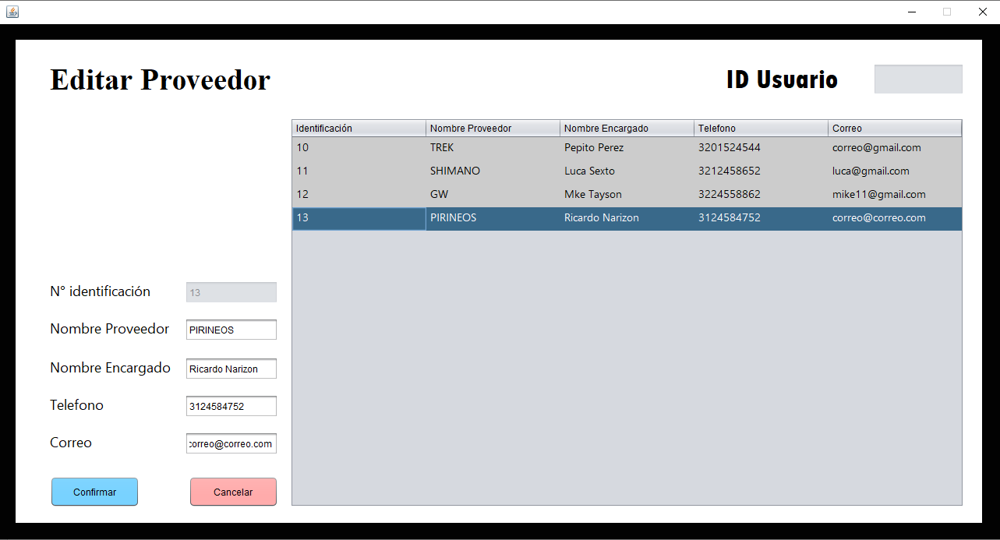 Editar Proveedor
ID Usuario
Identificación Nombre Proveedor Nombre Encargado Telefono Correo
10 TREK Pepito Perez 3201524544 correo@gmail.com
11 SHIMANO Luca Sexto 3212458652 luca@gmail.com
12 GW Mke Tayson 3224558862 mike11@gmail.com
13 PIRINEOS Ricardo Narizon 3124584752 correo@correo.com
N° identificación 13
Nombre Proveedor PIRINEOS
Nombre Encargado Ricardo Narizon
Telefono 3124584752
Correo correo@correo.com
Confirmar Cancelar